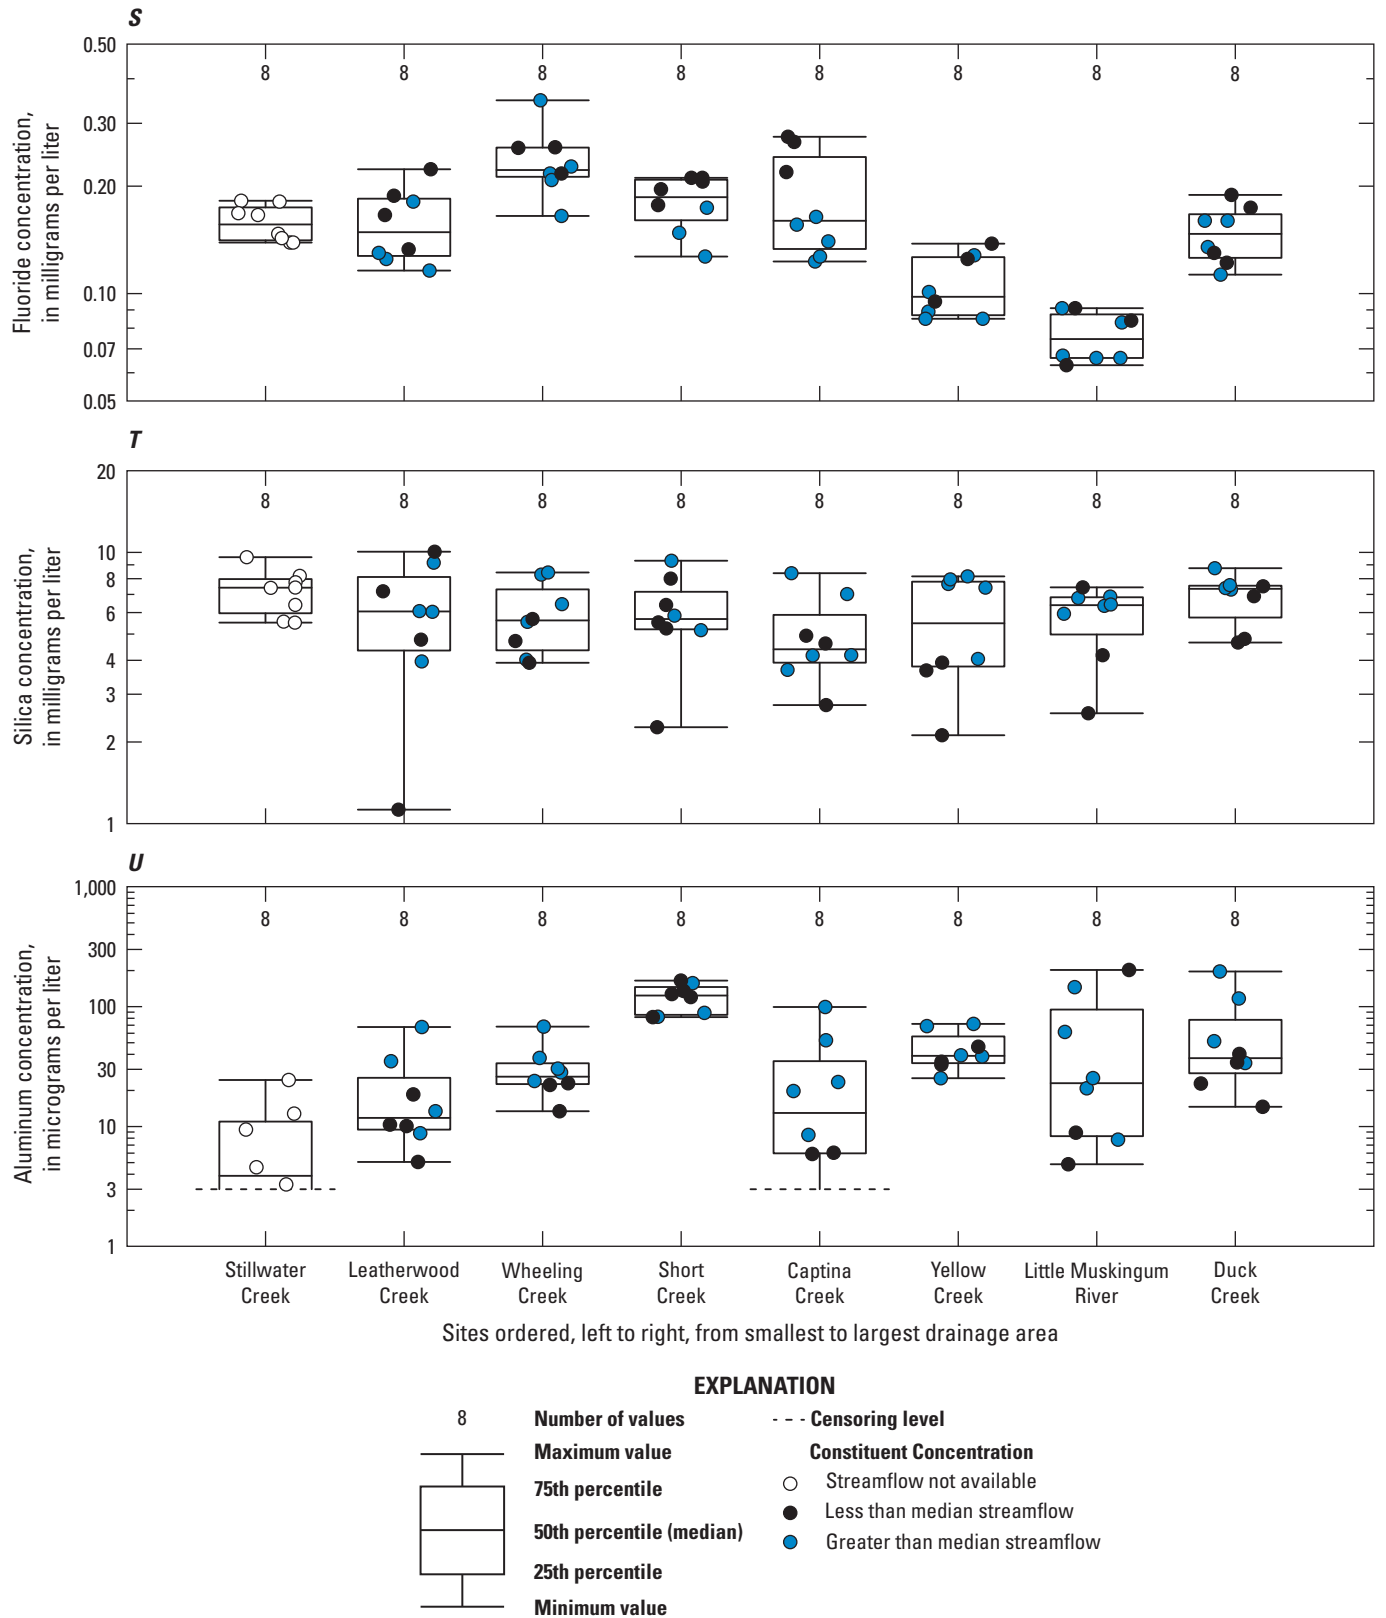 S
Fluoride concentration,
in milligrams per liter
0.50
0.30
0.20
0.10
0.07
0.05
8 8 8 8 8 8 8 8
T
Silica concentration,
in milligrams per liter
20
10
8
6
4
3
2
1
8 8 8 8 8 8 8 8
U
Aluminum concentration,
in micrograms per liter
1,000
300
100
30
10
3
1
8 8 8 8 8 8 8 8
Stillwater
Creek
Leatherwood
Creek
Wheeling
Creek
Short
Creek
Captina
Creek
Yellow
Creek
Little Muskingum
River
Duck
Creek
Sites ordered, left to right, from smallest to largest drainage area
EXPLANATION
8 Number of values
Maximum value
75th percentile
50th percentile (median)
25th percentile
Minimum value
Censoring level
Constituent Concentration
Streamflow not available
Less than median streamflow
Greater than median streamflow